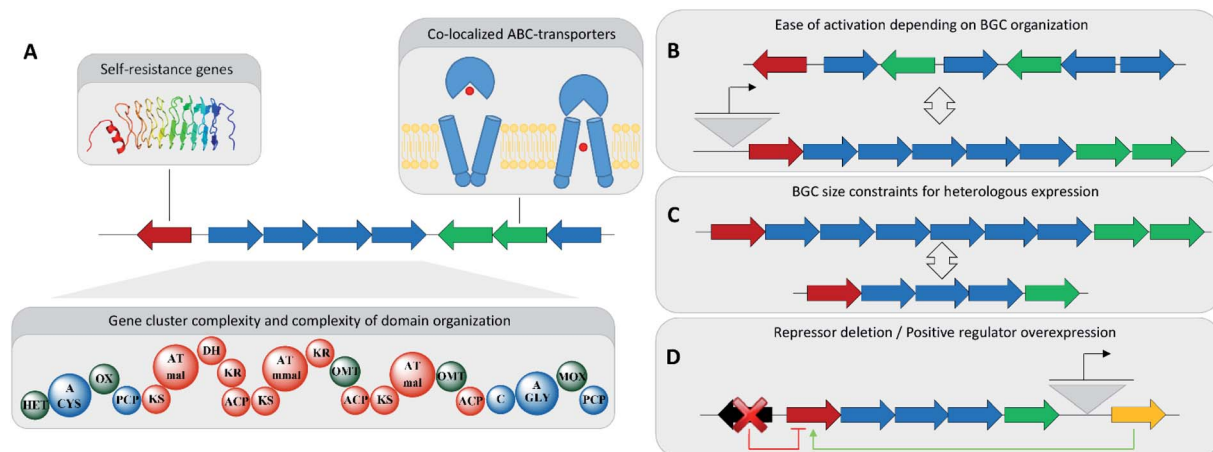 A
Self-resistance genes
Co-localized ABC-transporters
Gene cluster complexity and complexity of domain organization
HET
A
CYS
OX
PCP
KS
AT
mal
DH
KR
ACP
KS
AT
mmal
KR
OMT
ACP
KS
AT
mal
OMT
ACP
C
A
GLY
MOX
PCP
B
Ease of activation depending on BGC organization
C
BGC size constraints for heterologous expression
D
Repressor deletion / Positive regulator overexpression